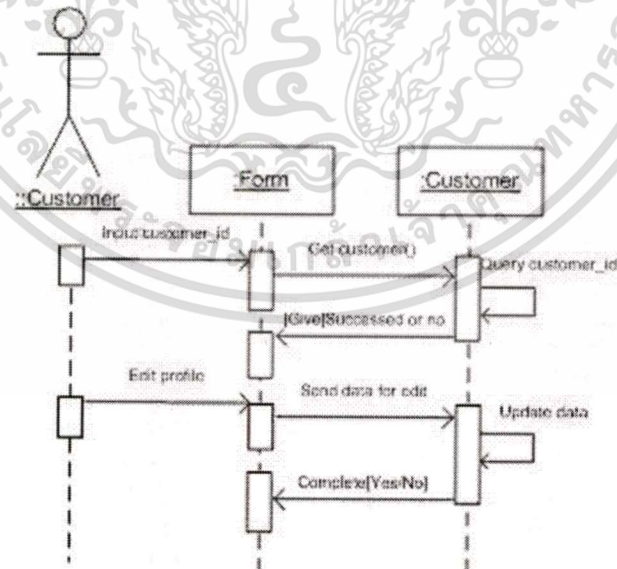 ::Customer
:Form
:Customer
Input customer_id
Get customer()
Query customer_id
[Give]Successed or no
Edit profile
Send data for edit
Update data
Complete[Yes/No]